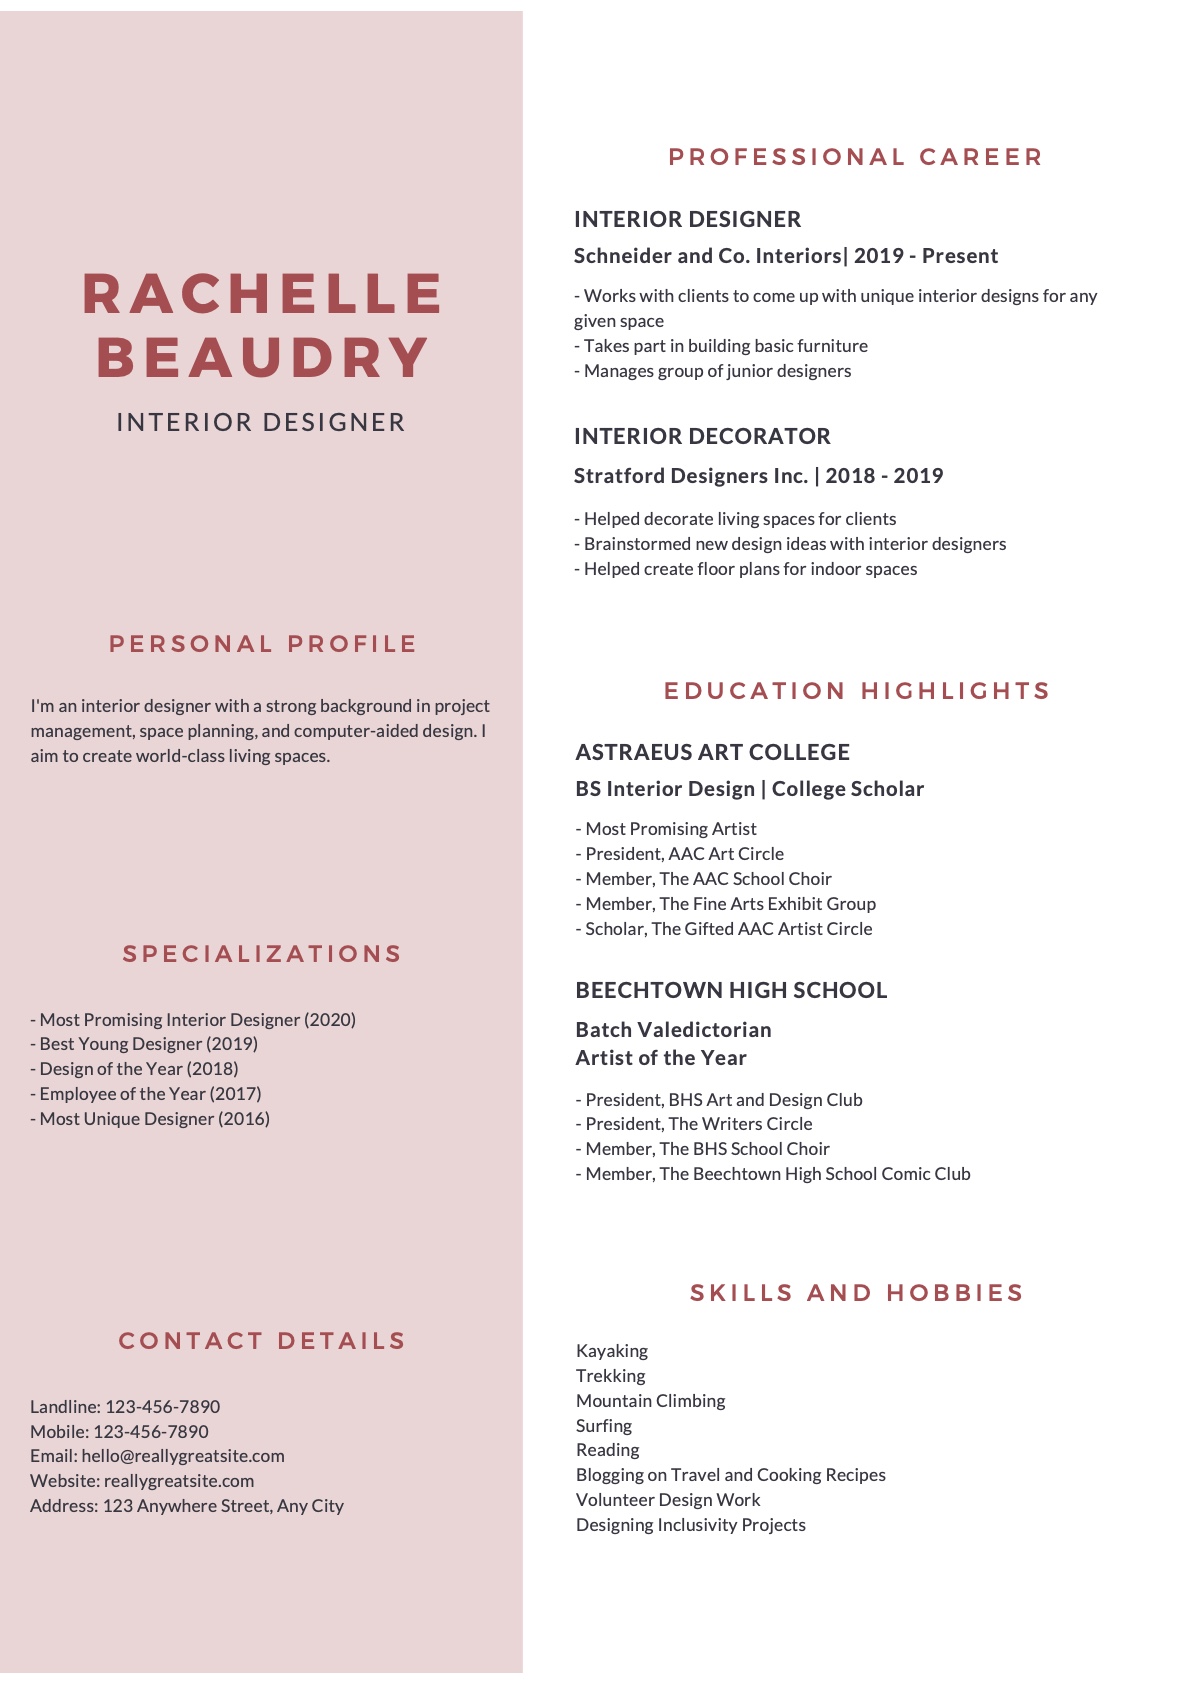 RACHELLE
BEAUDRY
INTERIOR DESIGNER
PERSONAL PROFILE
I'm an interior designer with a strong background in project
management, space planning, and computer-aided design. I
aim to create world-class living spaces.
SPECIALIZATIONS
- Most Promising Interior Designer (2020)
- Best Young Designer (2019)
- Design of the Year (2018)
- Employee of the Year (2017)
- Most Unique Designer (2016)
CONTACT DETAILS
Landline: 123-456-7890
Mobile: 123-456-7890
Email: hello@reallygreatsite.com
Website: reallygreatsite.com
Address: 123 Anywhere Street, Any City
PROFESSIONAL CAREER
INTERIOR DESIGNER
Schneider and Co. Interiors| 2019 - Present
- Works with clients to come up with unique interior designs for any
given space
- Takes part in building basic furniture
- Manages group of junior designers
INTERIOR DECORATOR
Stratford Designers Inc. | 2018 - 2019
- Helped decorate living spaces for clients
- Brainstormed new design ideas with interior designers
- Helped create floor plans for indoor spaces
EDUCATION HIGHLIGHTS
ASTRAEUS ART COLLEGE
BS Interior Design | College Scholar
- Most Promising Artist
- President, AAC Art Circle
- Member, The AAC School Choir
- Member, The Fine Arts Exhibit Group
- Scholar, The Gifted AAC Artist Circle
BEECHTOWN HIGH SCHOOL
Batch Valedictorian
Artist of the Year
- President, BHS Art and Design Club
- President, The Writers Circle
- Member, The BHS School Choir
- Member, The Beechtown High School Comic Club
SKILLS AND HOBBIES
Kayaking
Trekking
Mountain Climbing
Surfing
Reading
Blogging on Travel and Cooking Recipes
Volunteer Design Work
Designing Inclusivity Projects